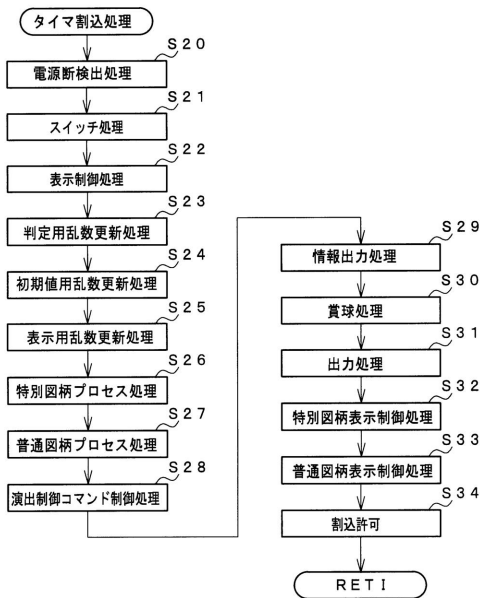 タイマ割込処理
S20
電源断検出処理
S21
スイッチ処理
S22
表示制御処理
S23
判定用乱数更新処理
S24
初期値用乱数更新処理
S25
表示用乱数更新処理
S26
特別図柄プロセス処理
S27
普通図柄プロセス処理
S28
演出制御コマンド制御処理
S29
情報出力処理
S30
賞球処理
S31
出力処理
S32
特別図柄表示制御処理
S33
普通図柄表示制御処理
S34
割込許可
RETI